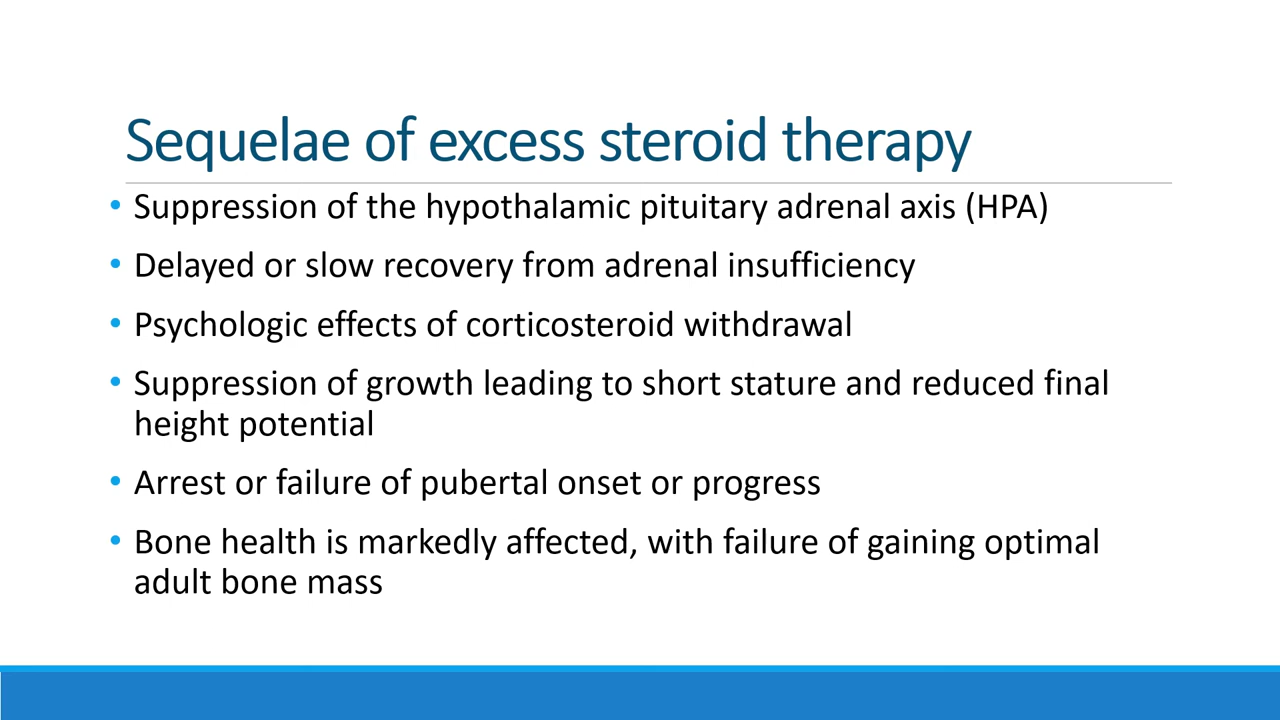 Sequelae of excess steroid therapy
• Suppression of the hypothalamic pituitary adrenal axis (HPA)
• Delayed or slow recovery from adrenal insufficiency
• Psychologic effects of corticosteroid withdrawal
• Suppression of growth leading to short stature and reduced final
height potential
• Arrest or failure of pubertal onset or progress
• Bone health is markedly affected, with failure of gaining optimal
adult bone mass